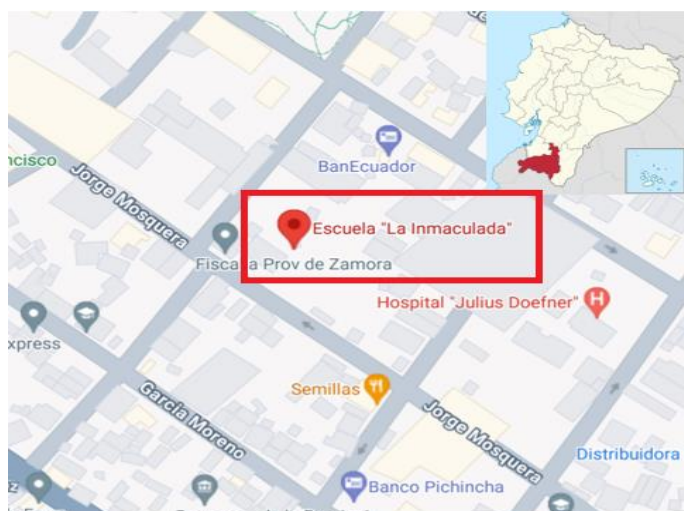 ncisco
BanEcuador
Jorge Mosquera
Escuela "La Inmaculada"
Prov de Zamora
Hospital "Julius Doefner"
H
xpress
Semillas
García Moreno
Jorge Mosquera
Distribuidora
Banco Pichincha